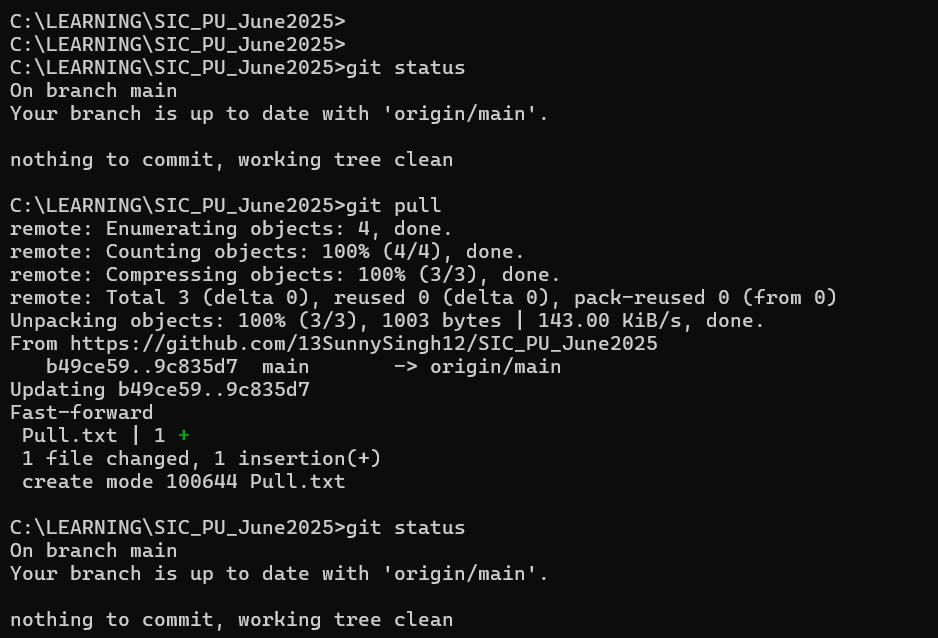 C:\LEARNING\SIC_PU_June2025>
C:\LEARNING\SIC_PU_June2025>
C:\LEARNING\SIC_PU_June2025>git status
On branch main
Your branch is up to date with 'origin/main'.
nothing to commit, working tree clean
C:\LEARNING\SIC_PU_June2025>git pull
remote: Enumerating objects: 4, done.
remote: Counting objects: 100% (4/4), done.
remote: Compressing objects: 100% (3/3), done.
remote: Total 3 (delta 0), reused 0 (delta 0), pack-reused 0 (from 0)
Unpacking objects: 100% (3/3), 1003 bytes | 143.00 KiB/s, done.
From https://github.com/13SunnySingh12/SIC_PU_June2025
   b49ce59..9c835d7  main       -> origin/main
Updating b49ce59..9c835d7
Fast-forward
 Pull.txt | 1 +
 1 file changed, 1 insertion(+)
 create mode 100644 Pull.txt
C:\LEARNING\SIC_PU_June2025>git status
On branch main
Your branch is up to date with 'origin/main'.
nothing to commit, working tree clean